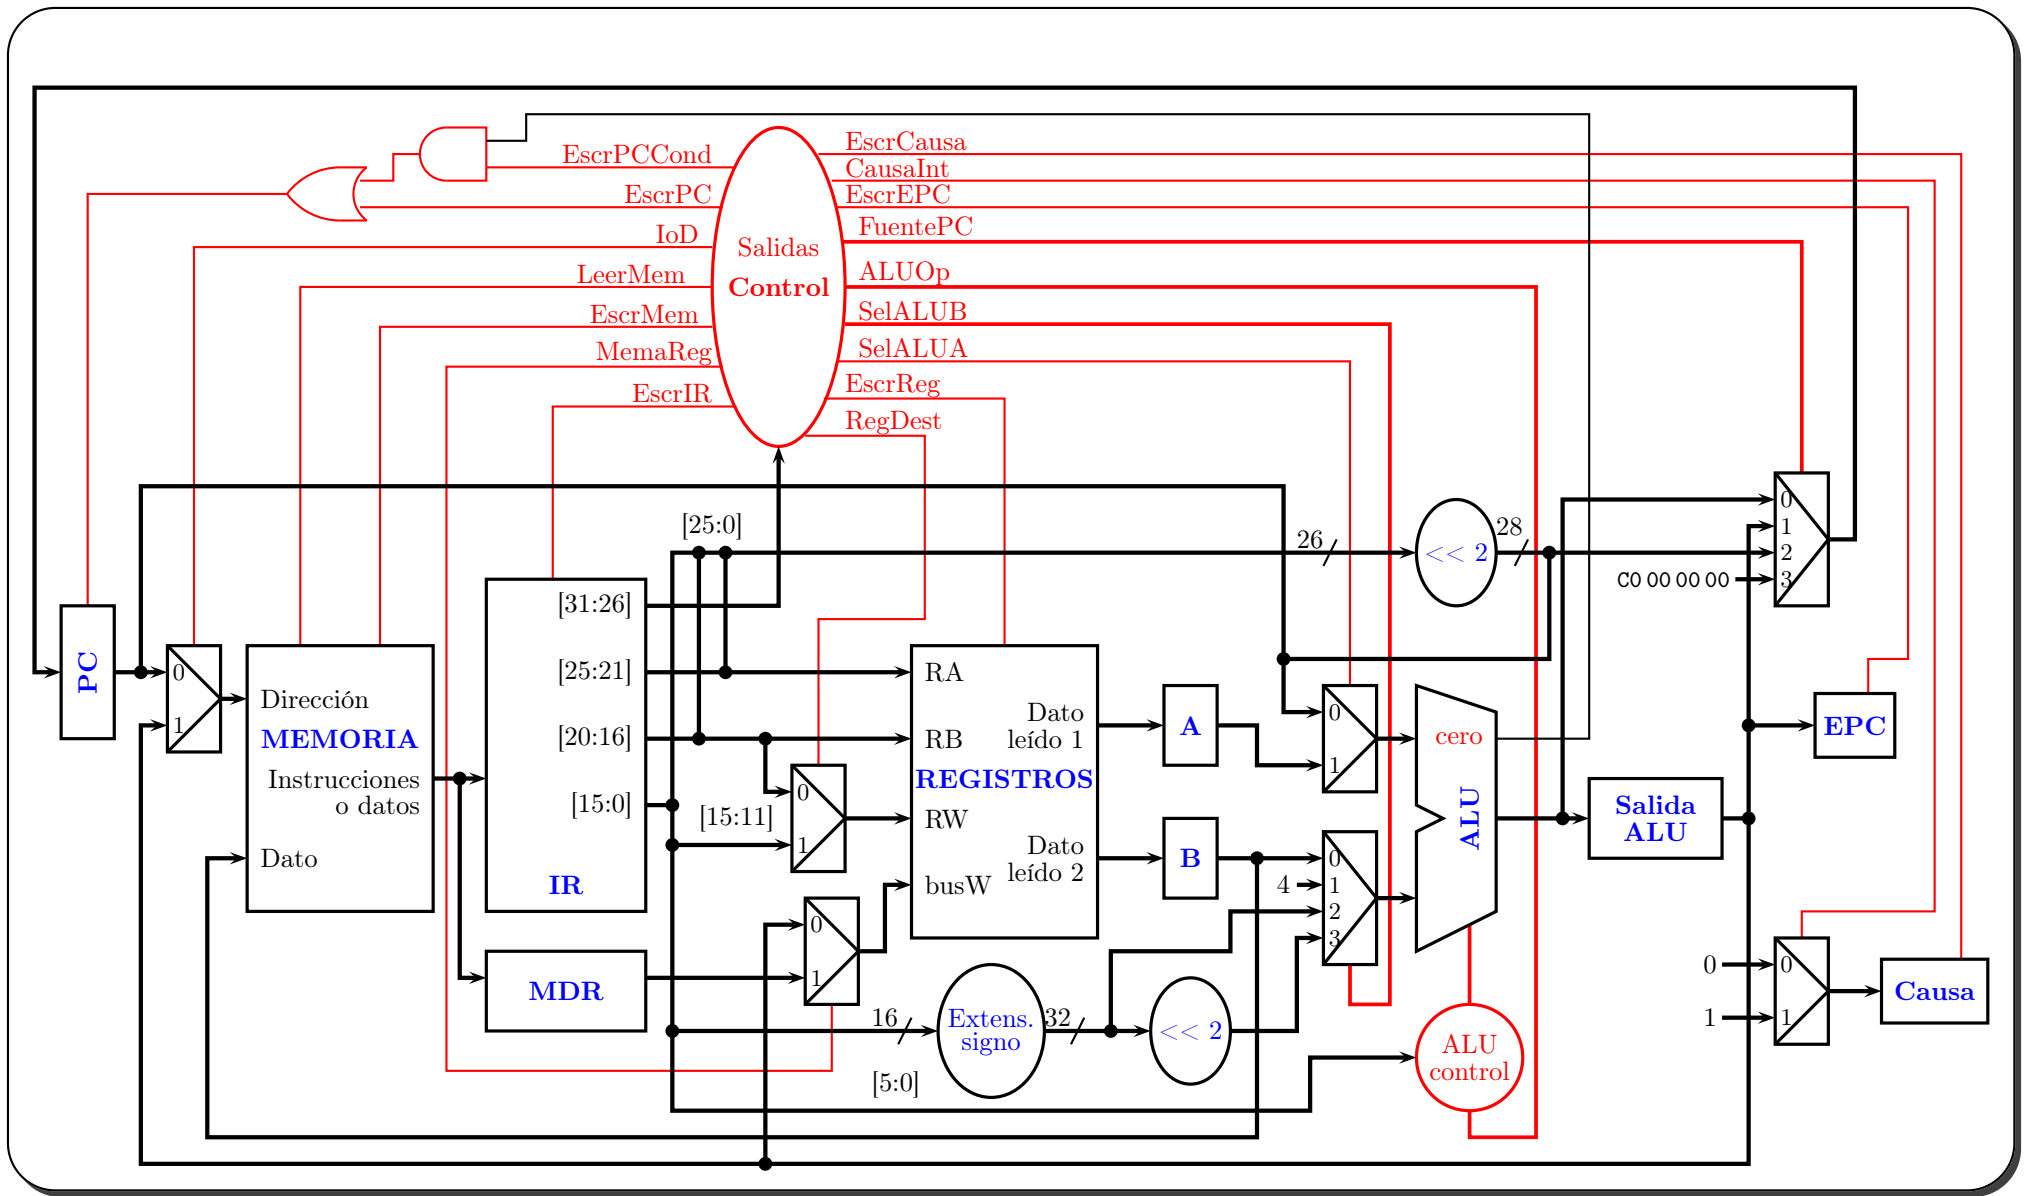 EscrPCCond
EscrPC
IoD
LeerMem
EscrMem
MemaReg
EscrIR
Salidas
Control
EscrCausa
CausaInt
EscrEPC
FuentePC
ALUOp
SelALUB
SelALUA
EscrReg
RegDest
[25:0]
26
<< 2
28
0
1
2
3
C0 00 00 00
PC
0
1
Dirección
MEMORIA
Instrucciones
o datos
Dato
[31:26]
[25:21]
[20:16]
[15:0]
IR
MDR
[15:11]
0
1
0
1
RA
RB
REGISTROS
RW
busW
Dato
leído 1
Dato
leído 2
A
B
0
1
4
0
1
2
3
cero
ALU
Salida
ALU
EPC
0
1
0
1
Causa
16
Extens.
signo
32
<< 2
[5:0]
ALU
control